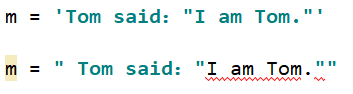 m = 'Tom said: "I am Tom."'
m = " Tom said: "I am Tom.""